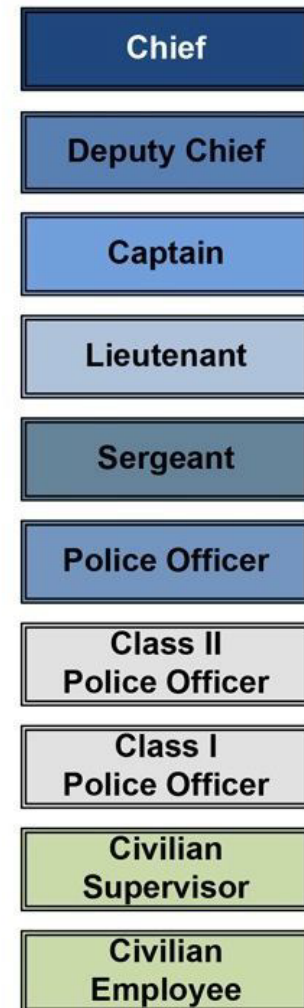 Chief
Deputy Chief
Captain
Lieutenant
Sergeant
Police Officer
Class II
Police Officer
Class I
Police Officer
Civilian
Supervisor
Civilian
Employee